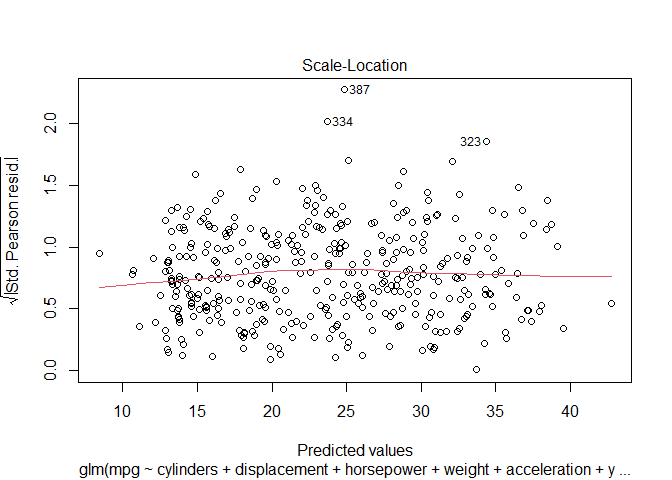 Scale-Location
387
334
323
√|Std. Pearson resid.|
0.0 0.5 1.0 1.5 2.0
10 15 20 25 30 35 40
Predicted values
glm(mpg ~ cylinders + displacement + horsepower + weight + acceleration + y ...